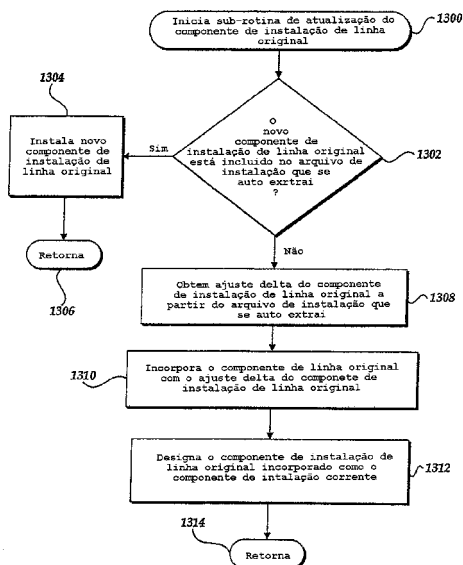 Inicia sub-rotina de atualização do
componente de instalação de linha
original
1300
1304
Instala novo
componente de
instalação de
linha original
Sim
O
novo
componente de
instalação de linha original
está incluido no arquivo de
instalação que se
auto exrtrai
?
1302
Retorna
1306
Não
Obtem ajuste delta do componente
de instalação de linha original a
partir do arquivo de instalação que
se auto extrai
1308
1310
Incorpora o componente de linha original
com o ajuste delta do componete de
instalação de linha original
Designa o componente de instalação de
linha original incorporado como o
componente de intalação corrente
1312
1314
Retorna